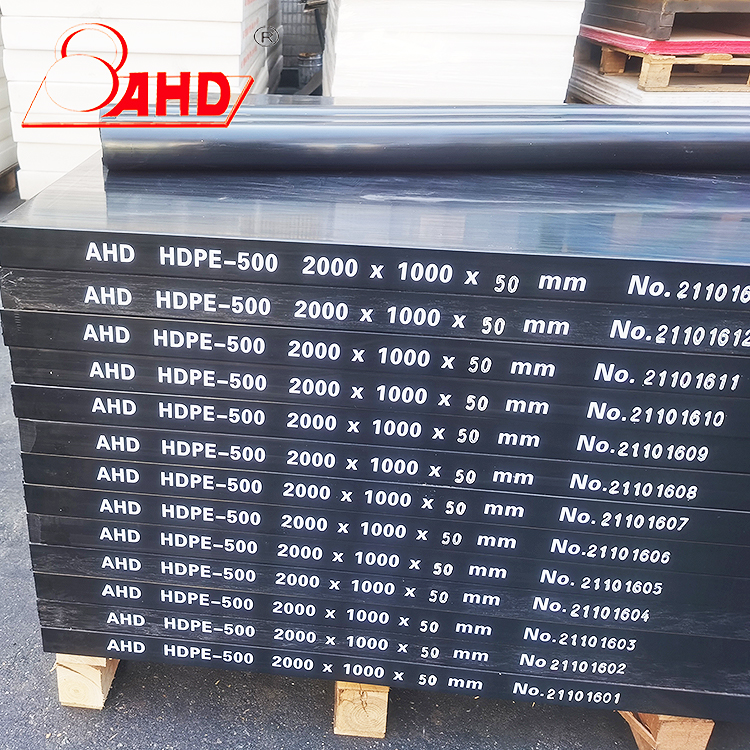 AHD ®
AHD HDPE-500 2000 x 1000 x 50 mm No.211016
AHD HDPE-500 2000 x 1000 x 50 mm No.21101612
AHD HDPE-500 2000 x 1000 x 50 mm No.21101611
AHD HDPE-500 2000 x 1000 x 50 mm No.21101610
AHD HDPE-500 2000 x 1000 x 50 mm No.21101609
AHD HDPE-500 2000 x 1000 x 50 mm No.21101608
AHD HDPE-500 2000 x 1000 x 50 mm No.21101607
AHD HDPE-500 2000 x 1000 x 50 mm No.21101606
AHD HDPE-500 2000 x 1000 x 50 mm No.21101605
AHD HDPE-500 2000 x 1000 x 50 mm No.21101604
AHD HDPE-500 2000 x 1000 x 50 mm No.21101603
AHD HDPE-500 2000 x 1000 x 50 mm No 21101602
AHD HDPE-500 2000 x 1000 x 50 mm No.21101601